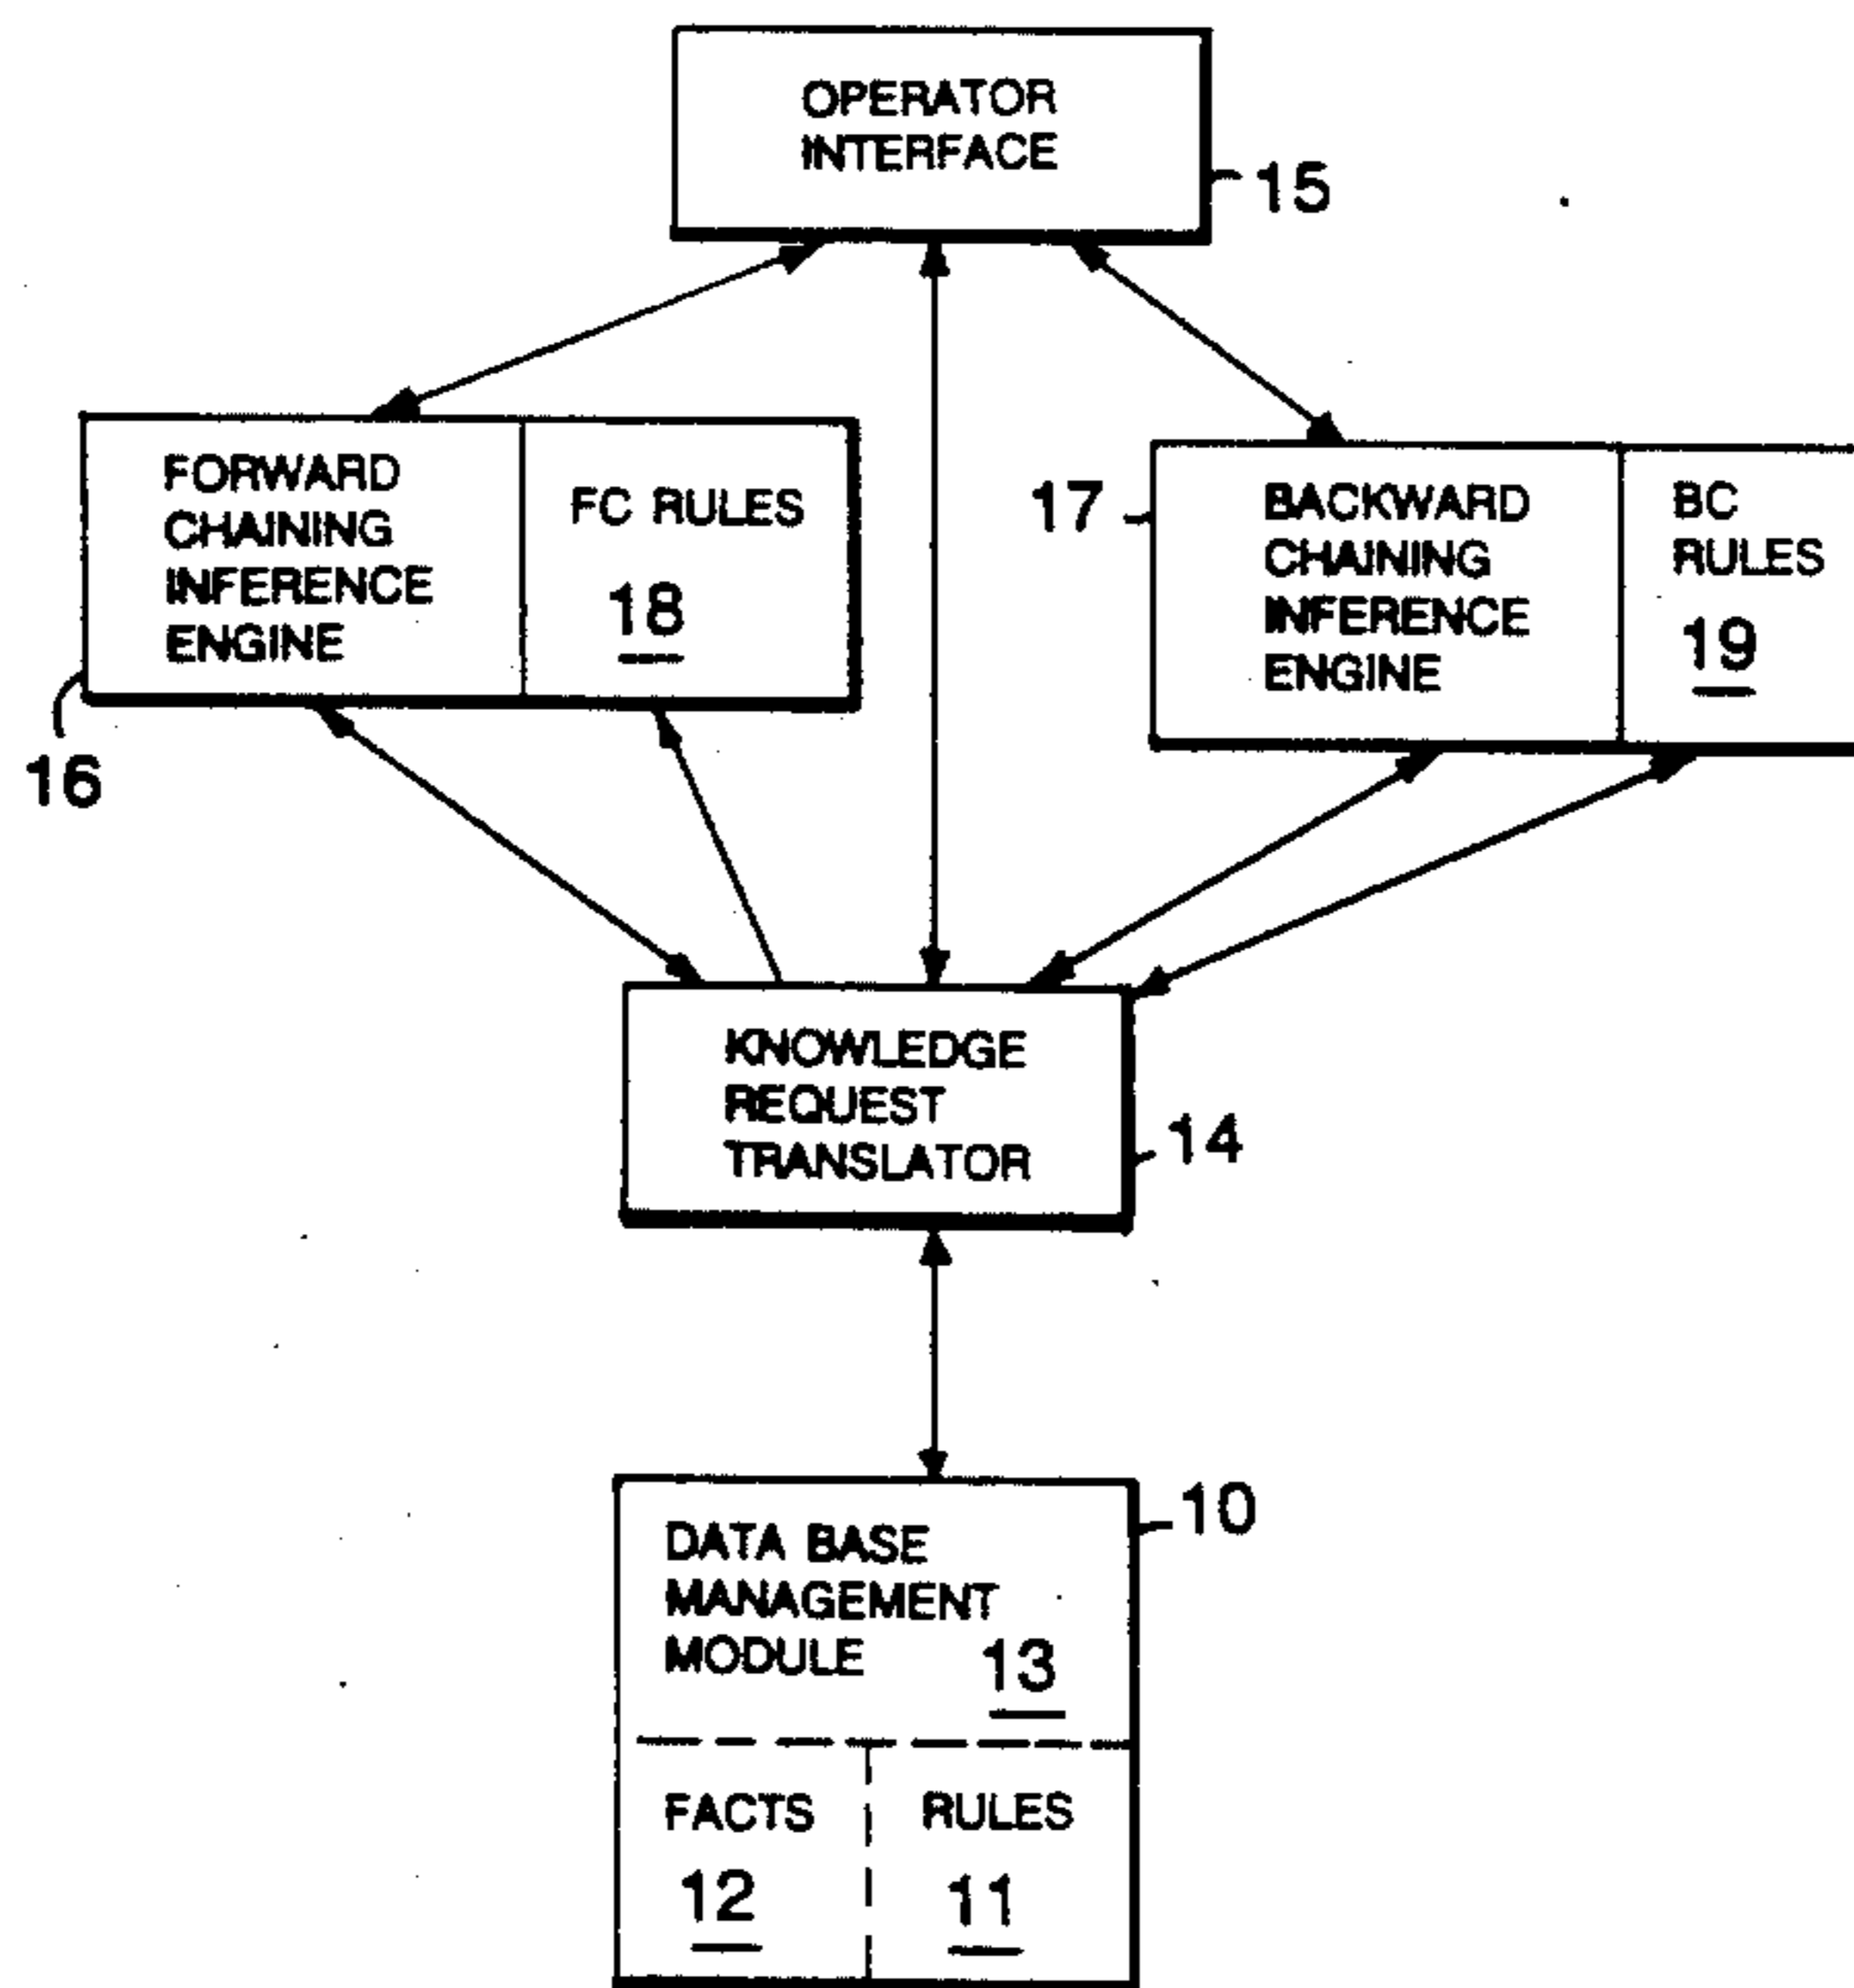 OPERATOR
INTERFACE
15
FORWARD
CHAINING
INFERENCE
ENGINE
FC RULES
18
16
17
BACKWARD
CHAINING
INFERENCE
ENGINE
BC
RULES
19
KNOWLEDGE
REQUEST
TRANSLATOR
14
10
DATA BASE
MANAGEMENT
MODULE
13
FACTS
12
RULES
11